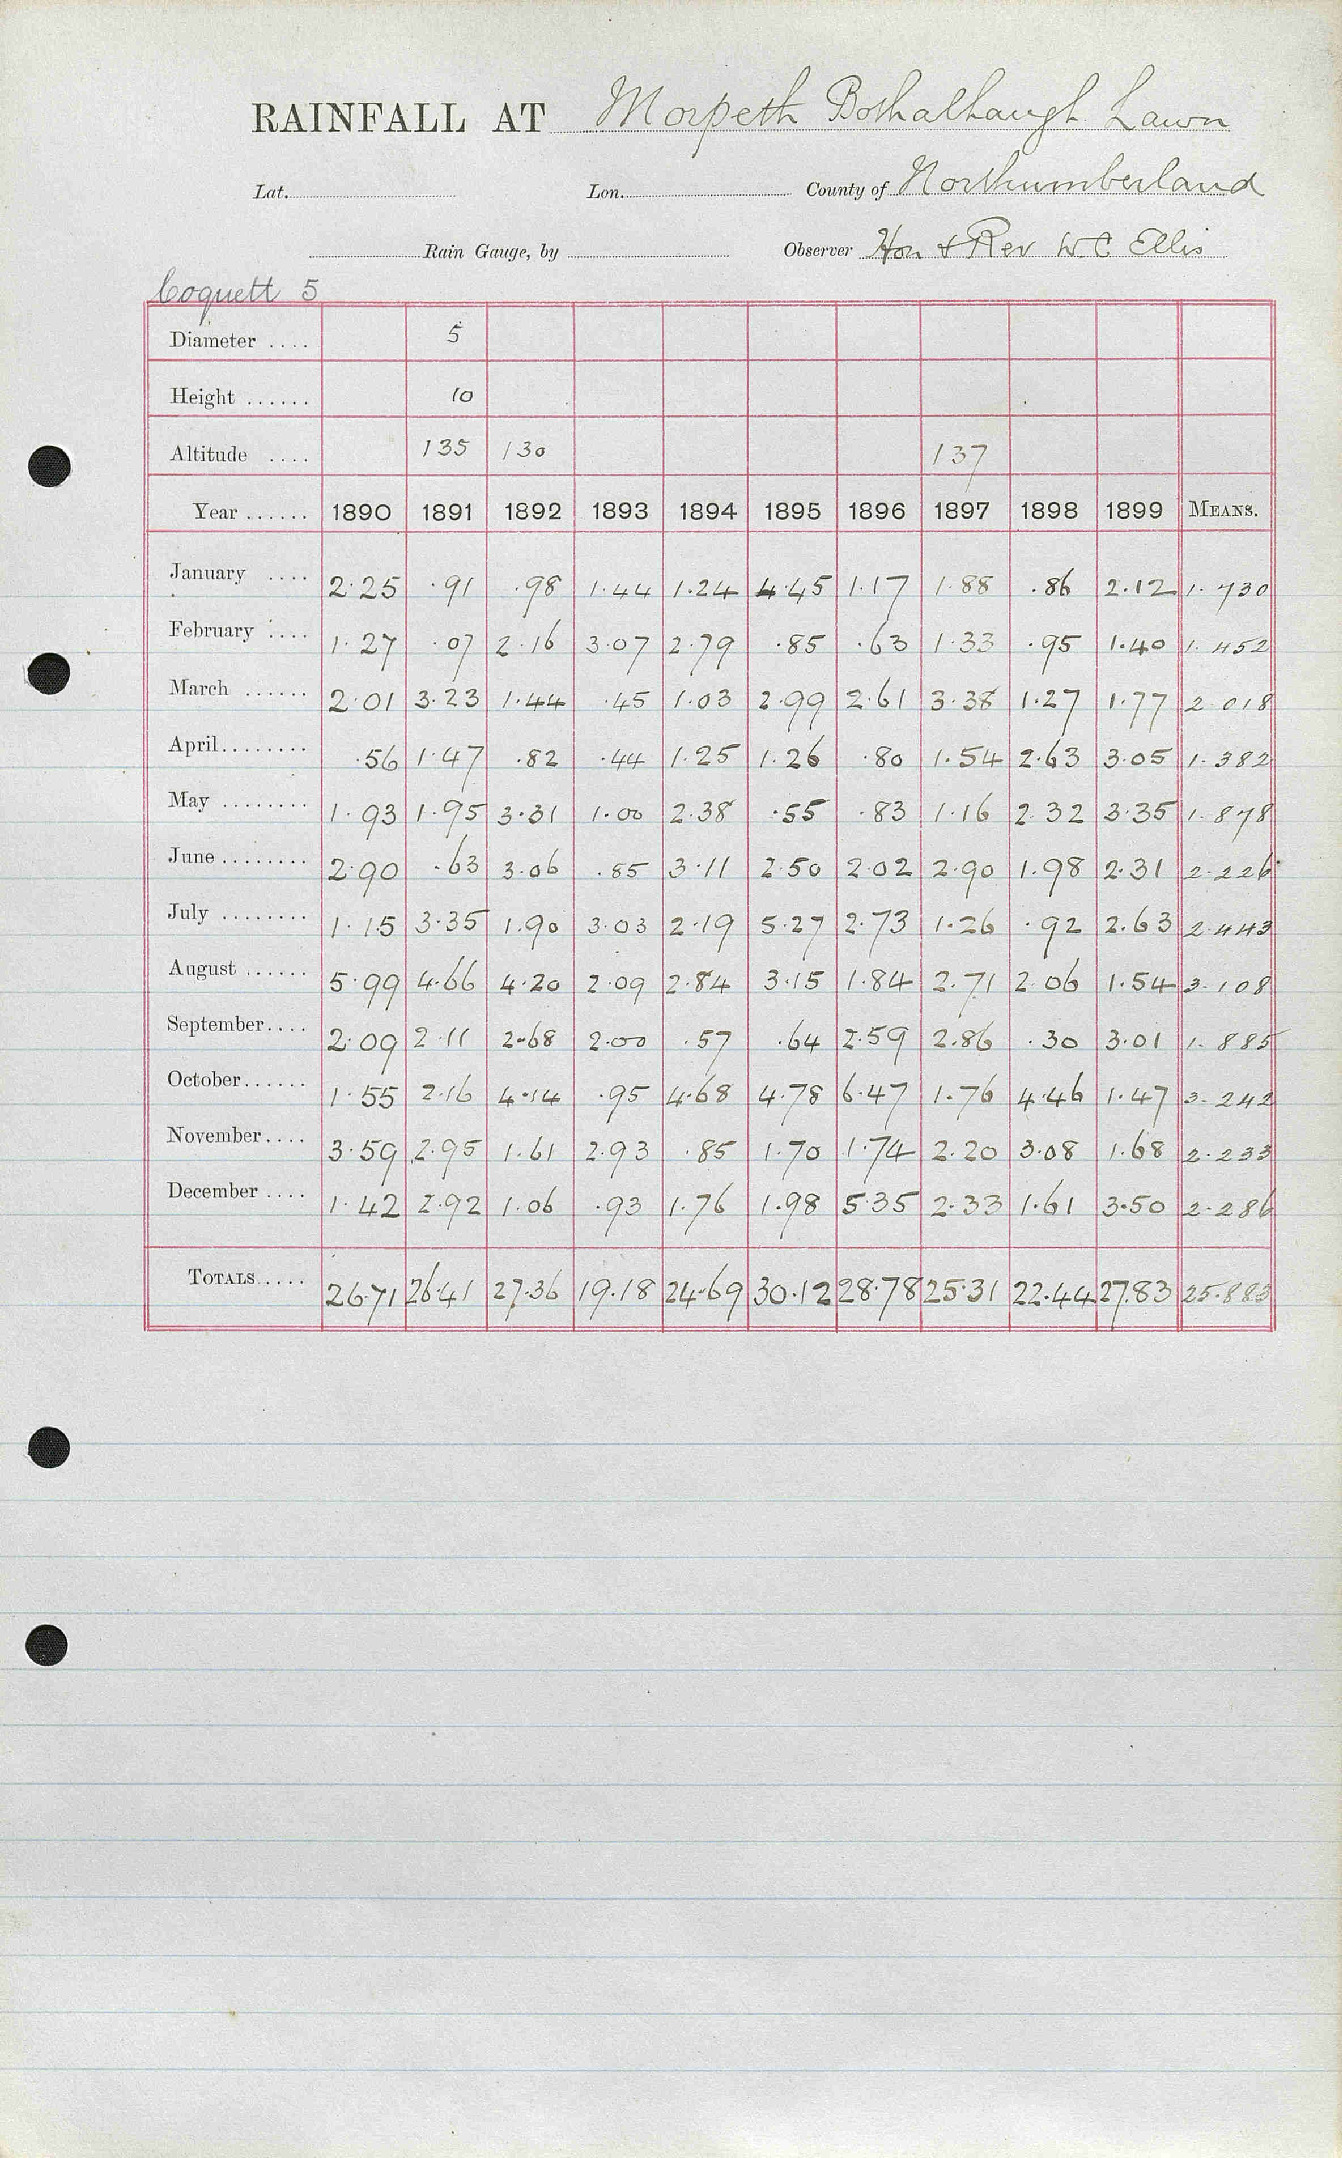 RAINFALL AT Morpeth Bothalhaugh Lawn
Lat. Lon. County of Northumberland
Rain Gauge, by Observer Hon & Rev W.C Ellis
Coquett 5
Diameter .... 5
Height ...... 10
Altitude .... 135 130 137
Year ...... 1890 1891 1892 1893 1894 1895 1896 1897 1898 1899 MEANS.
January .... 2.25 .91 .98 1.44 1.24 4.45 1.17 1.88 .86 2.12 1.730
February .... 1.27 .07 2.16 3.07 2.79 .85 .63 1.33 .95 1.40 1.452
March ...... 2.01 3.23 1.44 .45 1.03 2.99 2.61 3.38 1.27 1.77 2.018
April........ .56 1.47 .82 .44 1.25 1.26 .80 1.54 2.63 3.05 1.382
May ........ 1.93 1.95 3.31 1.00 2.38 .55 .83 1.16 2.32 3.35 1.878
June ........ 2.90 .63 3.06 .85 3.11 2.50 2.02 2.90 1.98 2.31 2.226
July ........ 1.15 3.35 1.90 3.03 2.19 5.27 2.73 1.26 .92 2.63 2.443
August ...... 5.99 4.66 4.20 2.09 2.84 3.15 1.84 2.71 2.06 1.54 3.108
September.... 2.09 2.11 2.68 2.00 .57 .64 2.59 2.86 .30 3.01 1.885
October...... 1.55 2.16 4.14 .95 4.68 4.78 6.47 1.76 4.46 1.47 3.242
November.... 3.59 2.95 1.61 2.93 .85 1.70 1.74 2.20 3.08 1.68 2.233
December .... 1.42 2.92 1.06 .93 1.76 1.98 5.35 2.33 1.61 3.50 2.286
TOTALS..... 26.71 26.41 27.36 19.18 24.69 30.12 28.78 25.31 22.44 27.83 25.883